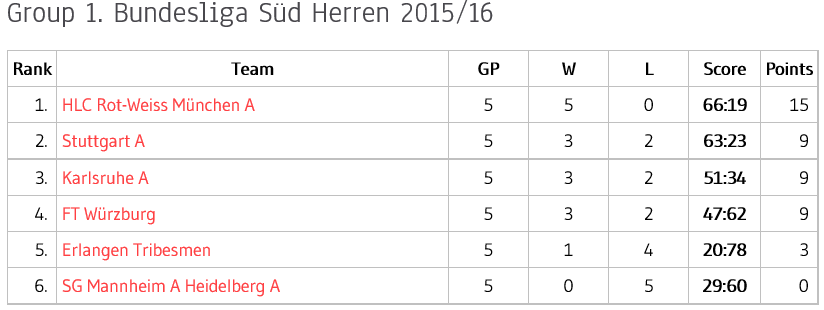 Group 1. Bundesliga Süd Herren 2015/16
Rank Team GP W L Score Points
1. HLC Rot-Weiss München A 5 5 0 66:19 15
2. Stuttgart A 5 3 2 63:23 9
3. Karlsruhe A 5 3 2 51:34 9
4. FT Würzburg 5 3 2 47:62 9
5. Erlangen Tribesmen 5 1 4 20:78 3
6. SG Mannheim A Heidelberg A 5 0 5 29:60 0